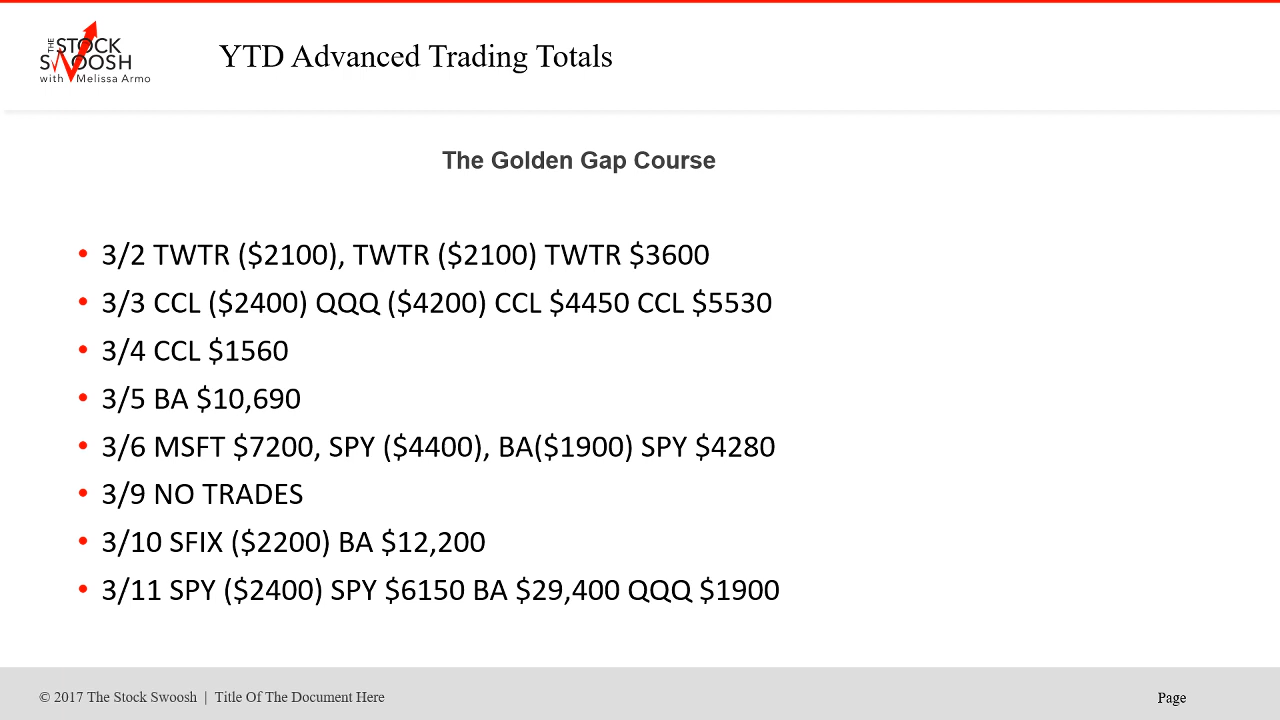 THE STOCK
SWOOSH
with Melissa Armo
YTD Advanced Trading Totals
The Golden Gap Course
• 3/2 TWTR ($2100), TWTR ($2100) TWTR $3600
• 3/3 CCL ($2400) QQQ ($4200) CCL $4450 CCL $5530
• 3/4 CCL $1560
• 3/5 BA $10,690
• 3/6 MSFT $7200, SPY ($4400), BA($1900) SPY $4280
• 3/9 NO TRADES
• 3/10 SFIX ($2200) BA $12,200
• 3/11 SPY ($2400) SPY $6150 BA $29,400 QQQ $1900
© 2017 The Stock Swoosh | Title Of The Document Here
Page